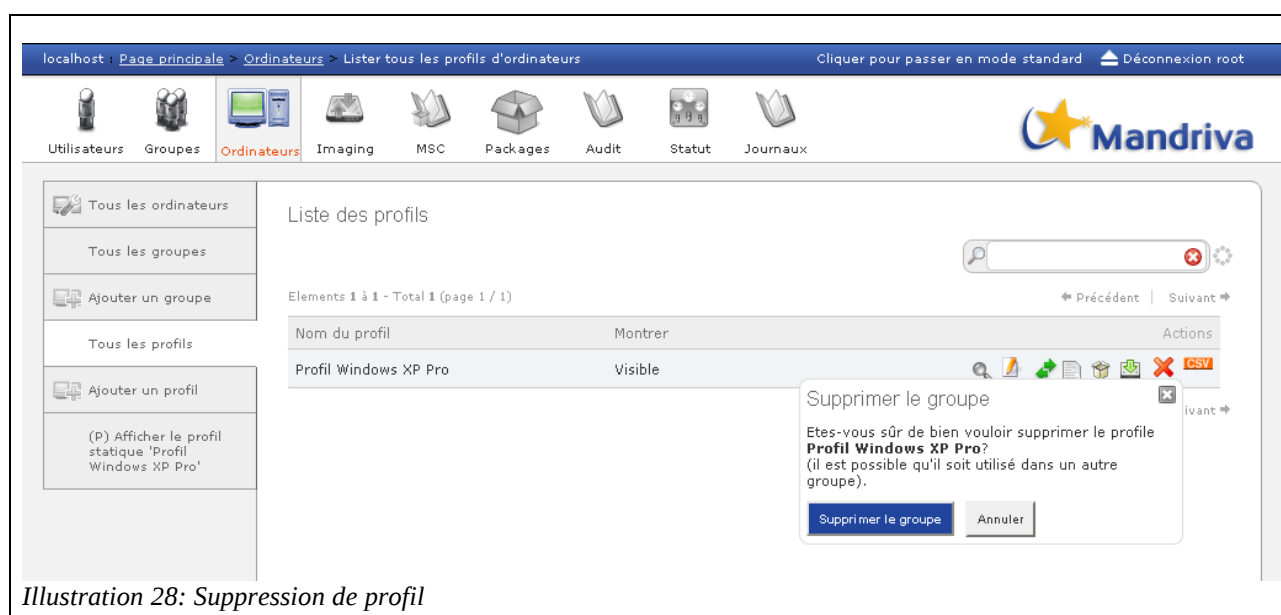 localhost : Page principale > Ordinateurs > Lister tous les profils d'ordinateurs
Cliquer pour passer en mode standard
Déconnexion root
Utilisateurs
Groupes
Ordinateurs
Imaging
MSC
Packages
Audit
Statut
Journaux
Mandriva
Tous les ordinateurs
Tous les groupes
Ajouter un groupe
Tous les profils
Ajouter un profil
(P) Afficher le profil
statique 'Profil
Windows XP Pro'
Liste des profils
Elements 1 à 1 - Total 1 (page 1 / 1)
Précédent | Suivant
Nom du profil
Montrer
Actions
Profil Windows XP Pro
Visible
CSV
ivant
Supprimer le groupe
Etes-vous sûr de bien vouloir supprimer le profile
Profil Windows XP Pro?
(il est possible qu'il soit utilisé dans un autre
groupe).
Supprimer le groupe
Annuler
Illustration 28: Suppression de profil